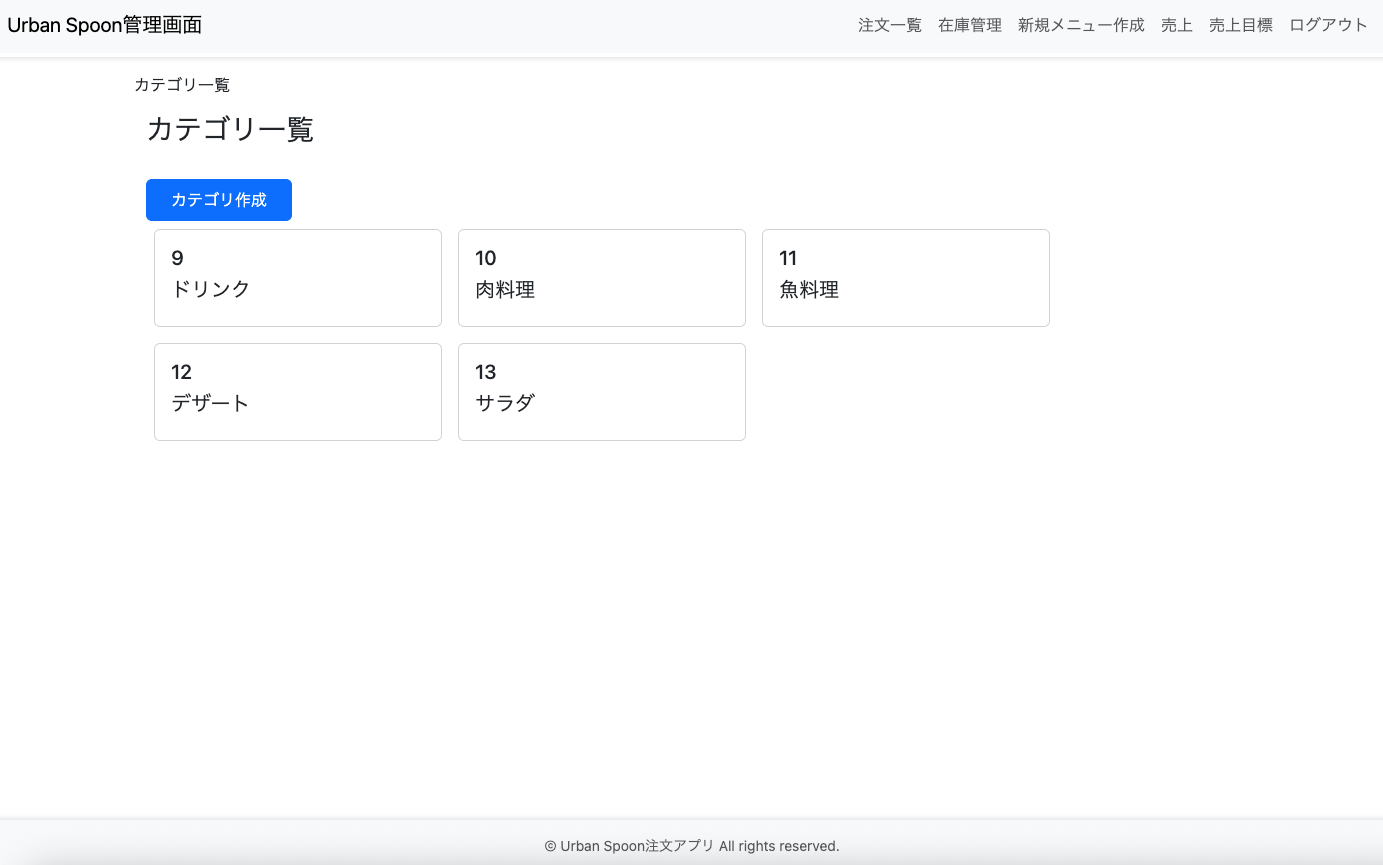 Urban Spoon管理画面
注文一覧 在庫管理 新規メニュー作成 売上 売上目標 ログアウト
カテゴリ一覧
カテゴリ一覧
カテゴリ作成
9
ドリンク
10
肉料理
11
魚料理
12
デザート
13
サラダ
© Urban Spoon注文アプリ All rights reserved.